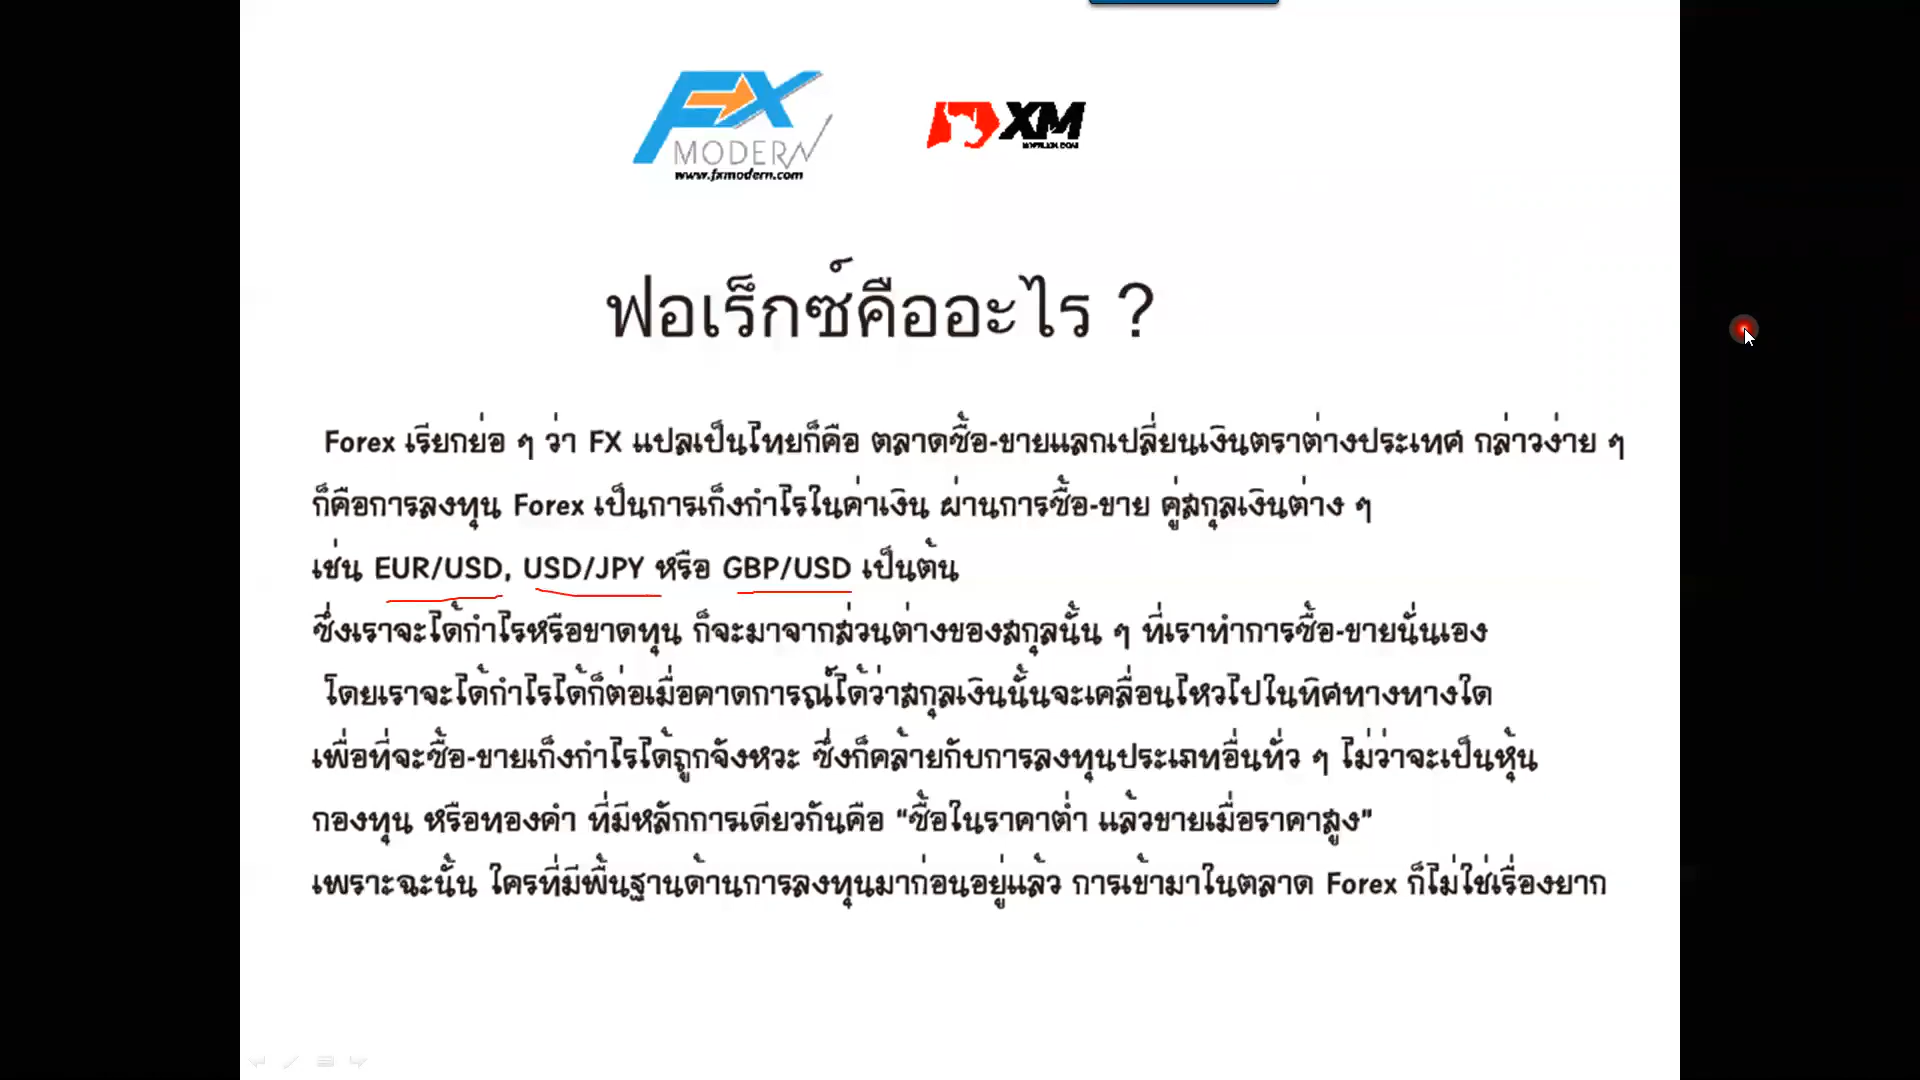 FX
MODERN
www.fxmodern.com
XM
WWW.XM.COM
ฟอเร็กซ์คืออะไร ?
Forex เรียกย่อ ๆ ว่า FX แปลเป็นไทยก็คือ ตลาดซื้อ-ขายแลกเปลี่ยนเงินตราต่างประเทศ กล่าวง่าย ๆ
ก็คือการลงทุน Forex เป็นการเก็งกำไรในค่าเงิน ผ่านการซื้อ-ขาย คู่สกุลเงินต่าง ๆ
เช่น EUR/USD, USD/JPY หรือ GBP/USD เป็นต้น
ซึ่งเราจะได้กำไรหรือขาดทุน ก็จะมาจากส่วนต่างของสกุลนั้น ๆ ที่เราทำการซื้อ-ขายนั่นเอง
โดยเราจะได้กำไรได้ก็ต่อเมื่อคาดการณ์ได้ว่าสกุลเงินนั้นจะเคลื่อนไหวไปในทิศทางทางใด
เพื่อที่จะซื้อ-ขายเก็งกำไรได้ถูกจังหวะ ซึ่งก็คล้ายกับการลงทุนประเภทอื่นทั่ว ๆ ไม่ว่าจะเป็นหุ้น
กองทุน หรือทองคำ ที่มีหลักการเดียวกันคือ “ซื้อในราคาต่ำ แล้วขายเมื่อราคาสูง”
เพราะฉะนั้น ใครที่มีพื้นฐานด้านการลงทุนมาก่อนอยู่แล้ว การเข้ามาในตลาด Forex ก็ไม่ใช่เรื่องยาก